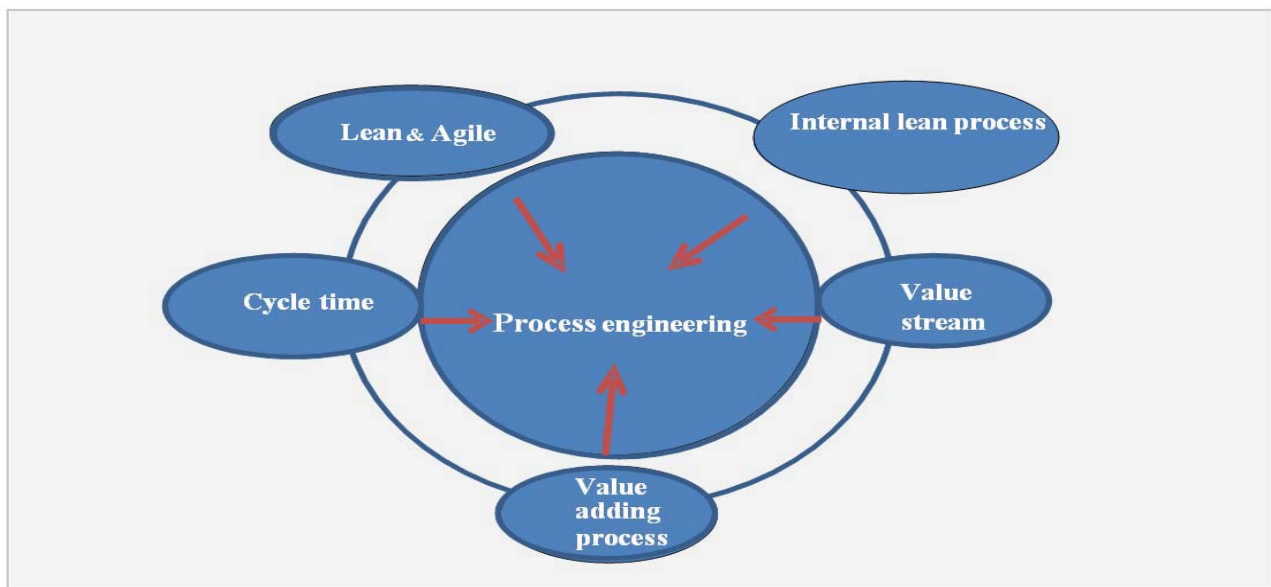 Lean & Agile
Internal lean process
Cycle time
Process engineering
Value
stream
Value
adding
process